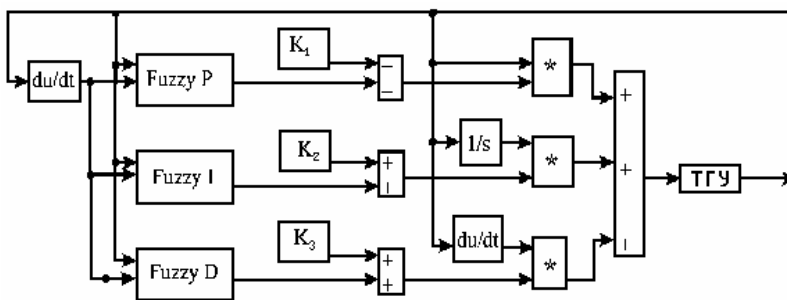 K1
−
−
*
du/dt
Fuzzy P
+
K2
1/s
*
+
−
+
Fuzzy I
ТГУ
K3
du/dt
+
+
*
−
Fuzzy D